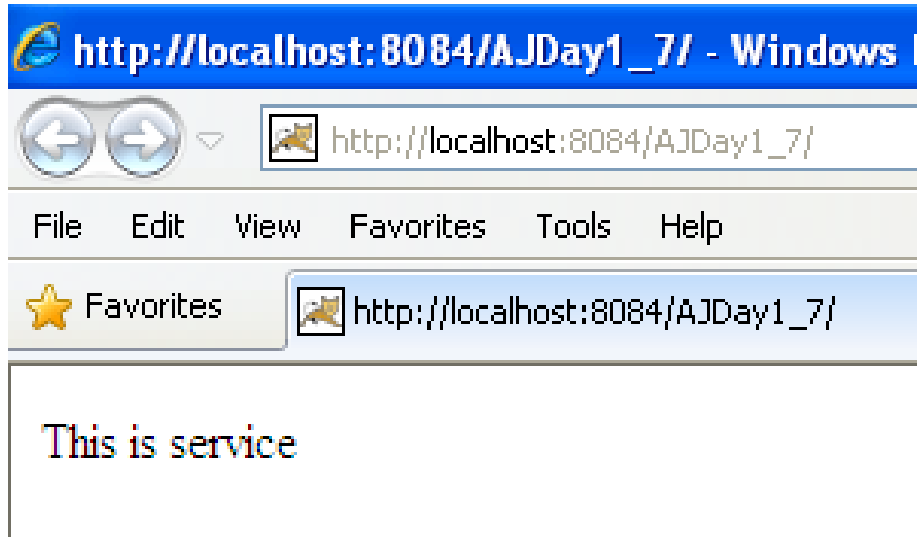 http://localhost:8084/AJDay1_7/ - Windows
http://localhost:8084/AJDay1_7/
File Edit View Favorites Tools Help
Favorites http://localhost:8084/AJDay1_7/
This is service